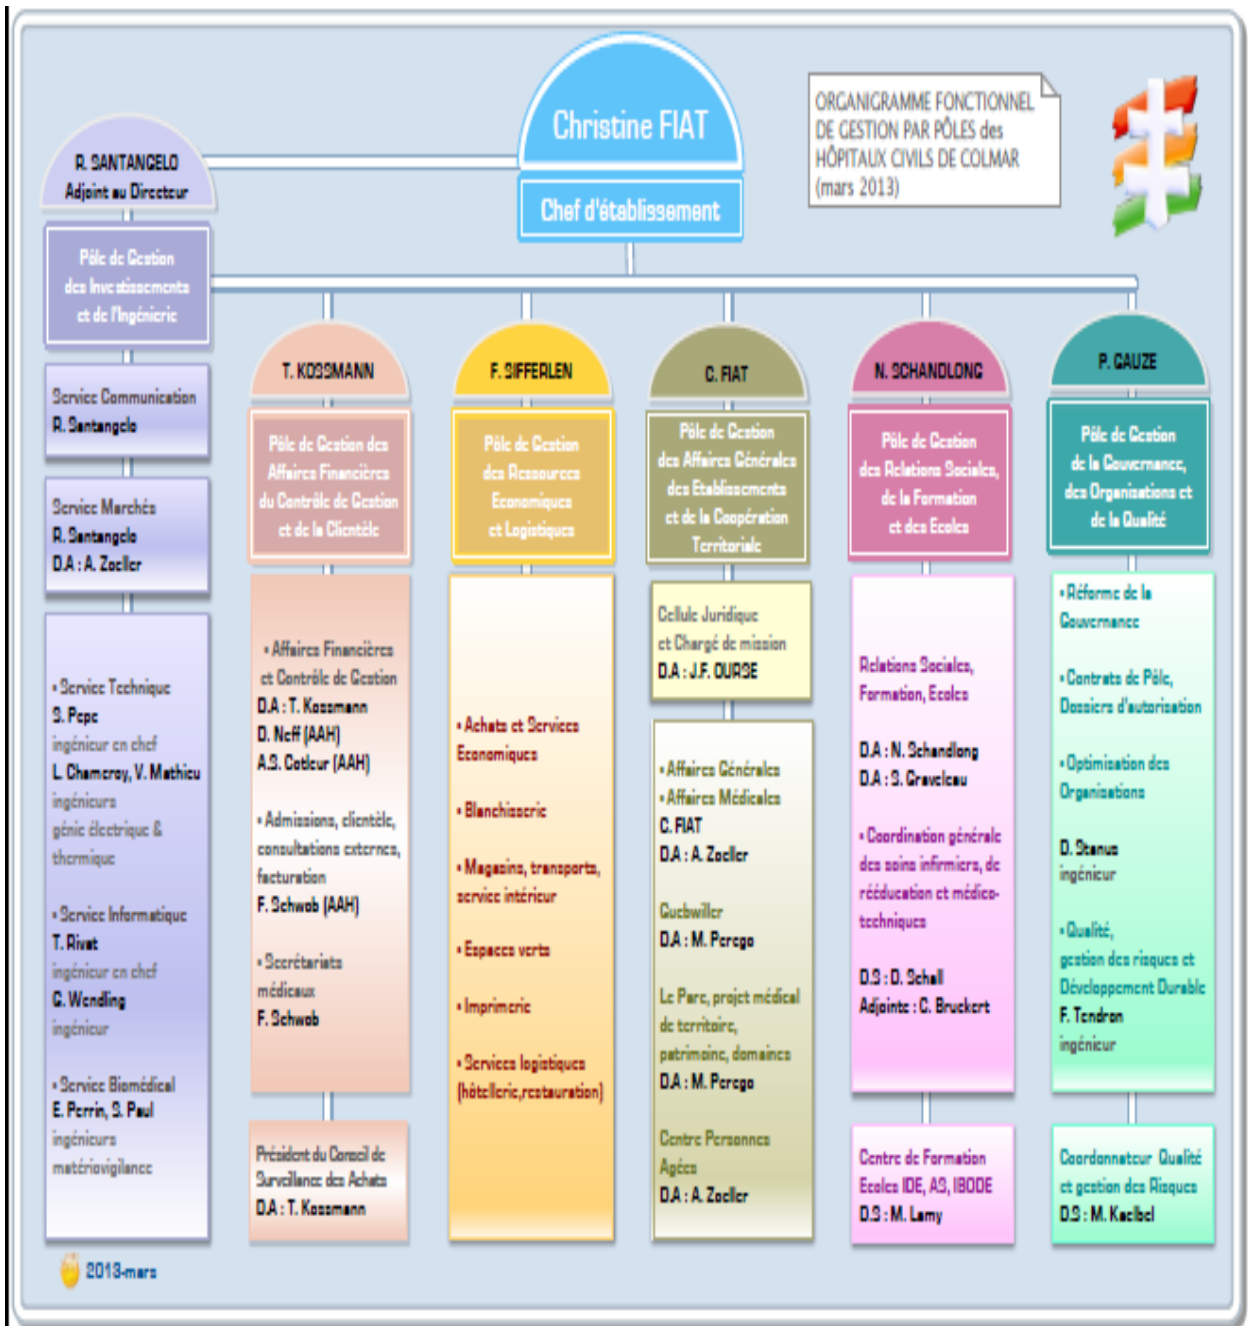 Christine FIAT
Chef d'établissement
ORGANIGRAMME FONCTIONNEL
DE GESTION PAR PÔLES des
HÔPITAUX CIVILS DE COLMAR
(mars 2013)
R. SANTANGELO
Adjoint au Directeur
Pôle de Gestion
des Investissements
et de l'Ingénierie
Service Communication
R. Santangelo
Service Marchés
R. Santangelo
D.A : A. Zoeller
• Service Technique
S. Pepe
ingénieur en chef
L. Chameroy, V. Mathieu
ingénieurs
génie électrique &
thermique
• Service Informatique
T. Rivat
ingénieur en chef
G. Wendling
ingénieur
• Service Biomédical
E. Perrin, S. Paul
ingénieurs
matériovigilance
T. KOSSMANN
Pôle de Gestion des
Affaires Financières
du Contrôle de Gestion
et de la Clientèle
• Affaires Financières
et Contrôle de Gestion
D.A : T. Kossmann
D. Neff (AAH)
A.S. Cotleur (AAH)
• Admissions, clientèle,
consultations externes,
facturation
F. Schwob (AAH)
• Secrétariats
médicaux
F. Schwob
Président du Conseil de
Surveillance des Achats
D.A : T. Kossmann
F. SIFFERLEN
Pôle de Gestion
des Ressources
Economiques
et Logistiques
• Achats et Services
Economiques
• Blanchisserie
• Magasins, transports,
service intérieur
• Espaces verts
• Imprimerie
• Services logistiques
(hôtellerie,restauration)
C. FIAT
Pôle de Gestion
des Affaires Générales
des Etablissements
et de la Coopération
Territoriale
Cellule Juridique
et Chargé de mission
D.A : J.F. OURSE
• Affaires Générales
• Affaires Médicales
C. FIAT
D.A : A. Zoeller
Guebwiller
D.A : M. Perego
Le Parc, projet médical
de territoire,
patrimoine, domaines
D.A : M. Perego
Centre Personnes
Agées
D.A : A. Zoeller
N. SCHANDLONG
Pôle de Gestion
des Relations Sociales,
de la Formation
et des Ecoles
Relations Sociales,
Formation, Ecoles
D.A : N. Schandlong
D.A : S. Graveleau
• Coordination générale
des soins infirmiers, de
rééducation et médico-
techniques
D.S : D. Schall
Adjointe : C. Bruckert
Centre de Formation
Ecoles IDE, AS, IBODE
D.S : M. Lamy
P. GAUZE
Pôle de Gestion
de la Gouvernance,
des Organisations et
de la Qualité
• Réforme de la
Gouvernance
• Contrats de Pôle,
Dossiers d'autorisation
• Optimisation des
Organisations
D. Stanus
ingénieur
• Qualité,
gestion des risques et
Développement Durable
F. Tendron
ingénieur
Coordonnateur Qualité
et gestion des Risques
D.S : M. Kaelbel
2013-mars